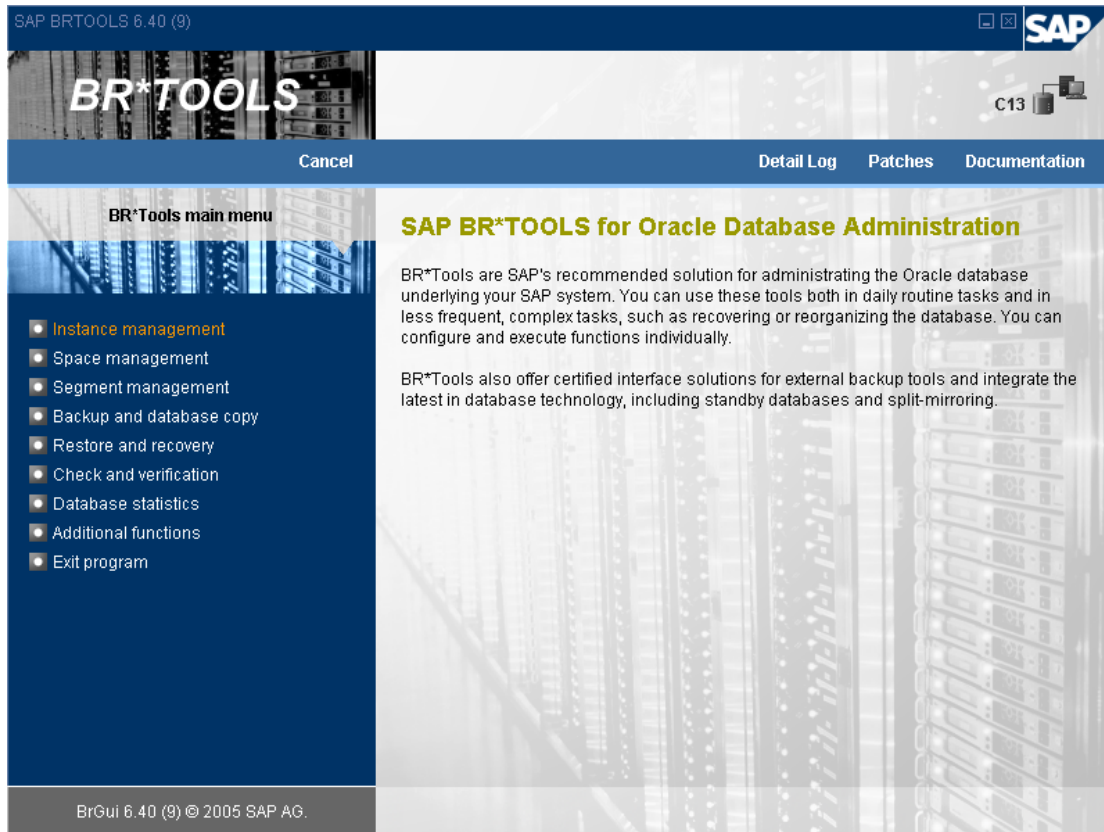 SAP BRTOOLS 6.40 (9)
SAP
BR*TOOLS
C13
Cancel
Detail Log
Patches
Documentation
BR*Tools main menu
Instance management
Space management
Segment management
Backup and database copy
Restore and recovery
Check and verification
Database statistics
Additional functions
Exit program
BrGui 6.40 (9) © 2005 SAP AG.
SAP BR*TOOLS for Oracle Database Administration
BR*Tools are SAP's recommended solution for administrating the Oracle database
underlying your SAP system. You can use these tools both in daily routine tasks and in
less frequent, complex tasks, such as recovering or reorganizing the database. You can
configure and execute functions individually.
BR*Tools also offer certified interface solutions for external backup tools and integrate the
latest in database technology, including standby databases and split-mirroring.